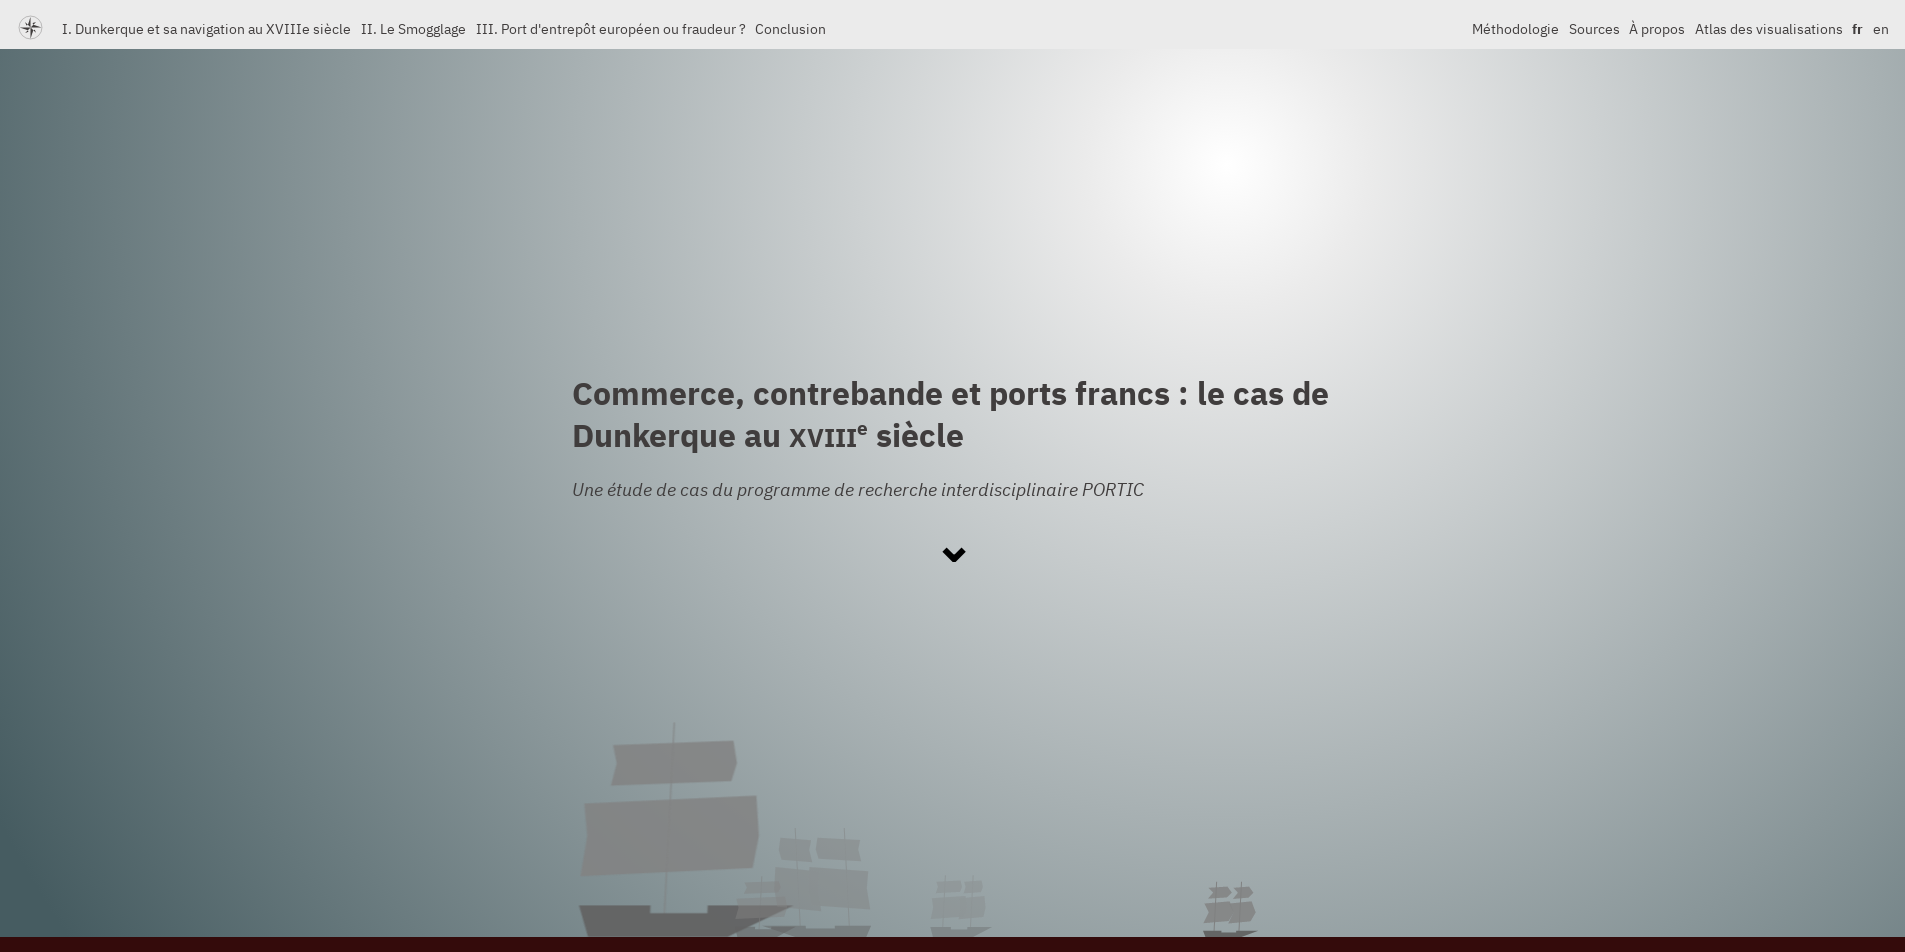 I. Dunkerque et sa navigation au XVIIIe siècle II. Le Smogglage III. Port d'entrepôt européen ou fraudeur ? Conclusion Méthodologie Sources À propos Atlas des visualisations fr en
Commerce, contrebande et ports francs : le cas de
Dunkerque au XVIIIe siècle
Une étude de cas du programme de recherche interdisciplinaire PORTIC